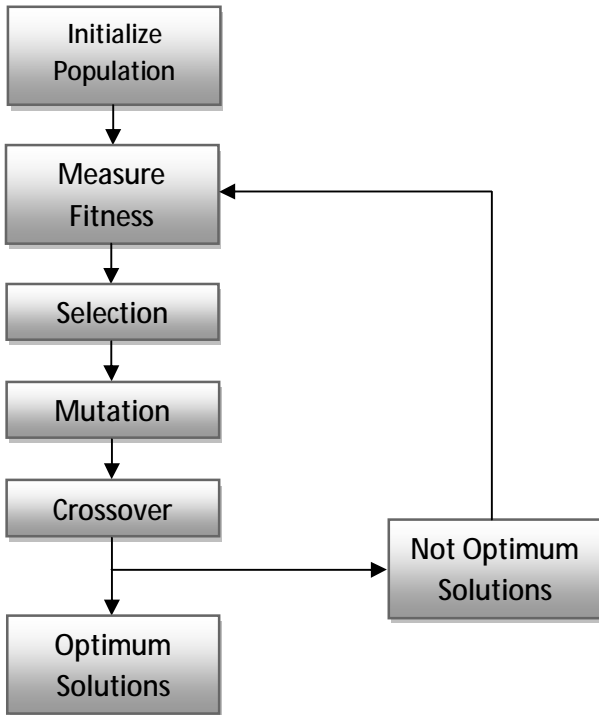 Initialize
Population
Measure
Fitness
Selection
Mutation
Crossover
Not Optimum
Solutions
Optimum
Solutions